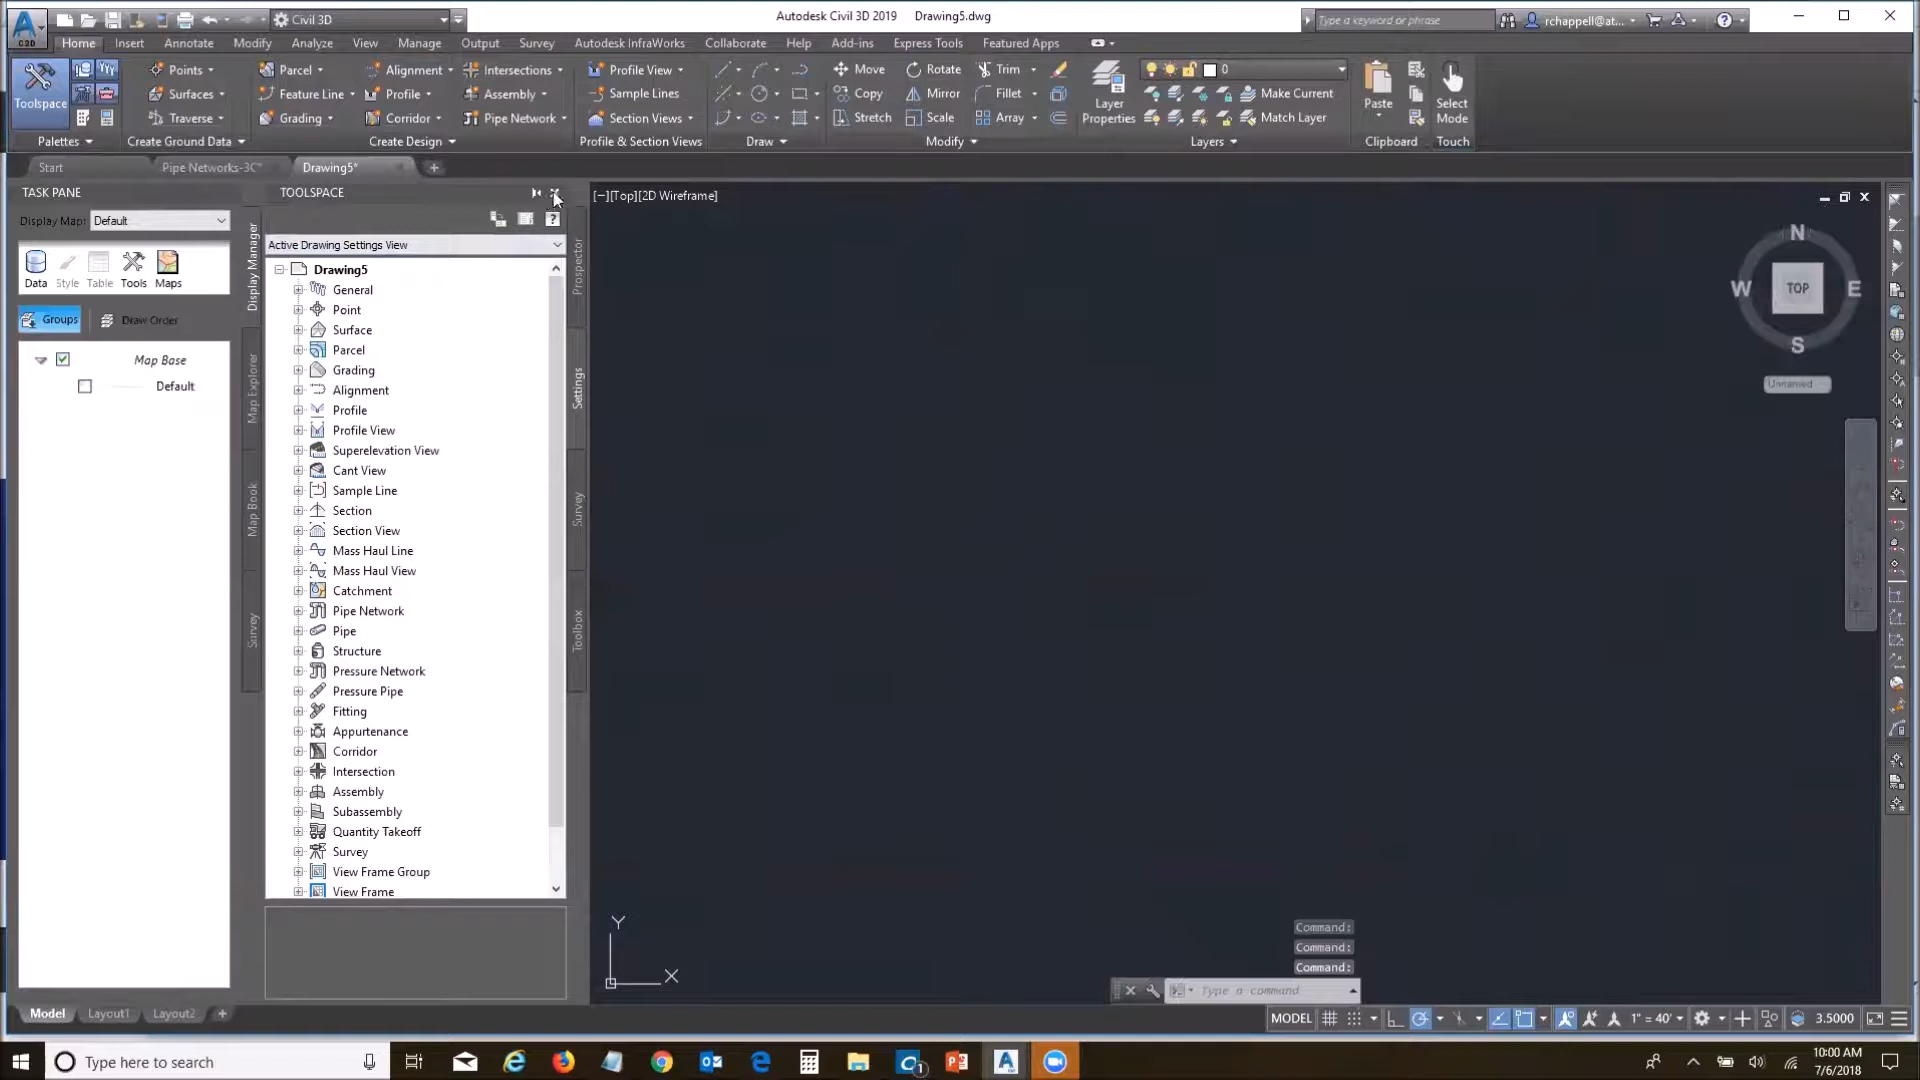 Civil 3D
Autodesk Civil 3D 2019 Drawing5.dwg
Type a keyword or phrase
rchappell@at...
C3D
Home Insert Annotate Modify Analyze View Manage Output Survey Autodesk InfraWorks Collaborate Help Add-ins Express Tools Featured Apps
Points Parcel Alignment Intersections Profile View Move Rotate Trim 0
Toolspace Surfaces Feature Line Profile Assembly Sample Lines Copy Mirror Fillet Layer Properties Make Current Paste Select Mode
Traverse Grading Corridor Pipe Network Section Views Stretch Scale Array Match Layer
Palettes Create Ground Data Create Design Profile & Section Views Draw Modify Layers Clipboard Touch
Start Pipe Networks-3C* Drawing5*
TASK PANE
Display Map: Default
Data Style Table Tools Maps
Groups Draw Order
Map Base
Default
Display Manager
Map Explorer
Map Book
Survey
TOOLSPACE
Active Drawing Settings View
Drawing5
General
Point
Surface
Parcel
Grading
Alignment
Profile
Profile View
Superelevation View
Cant View
Sample Line
Section
Section View
Mass Haul Line
Mass Haul View
Catchment
Pipe Network
Pipe
Structure
Pressure Network
Pressure Pipe
Fitting
Appurtenance
Corridor
Intersection
Assembly
Subassembly
Quantity Takeoff
Survey
View Frame Group
View Frame
Prospector
Settings
Survey
Toolbox
[−][Top][2D Wireframe]
N
W TOP E
S
Unnamed
Y
X
Command:
Command:
Command:
Type a command
Model Layout1 Layout2 +
MODEL 1" = 40' 3.5000
Type here to search
10:00 AM
7/6/2018